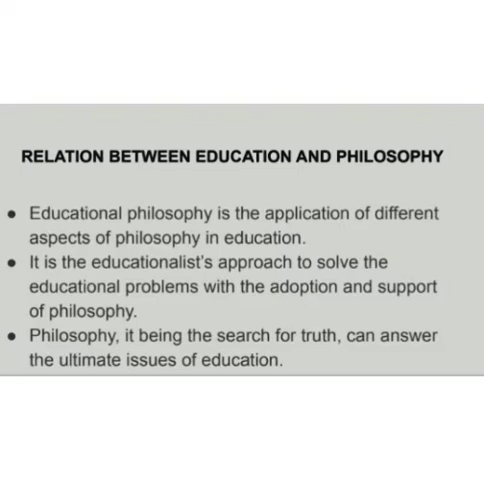 RELATION BETWEEN EDUCATION AND PHILOSOPHY
● Educational philosophy is the application of different
aspects of philosophy in education.
● It is the educationalist's approach to solve the
educational problems with the adoption and support
of philosophy.
● Philosophy, it being the search for truth, can answer
the ultimate issues of education.